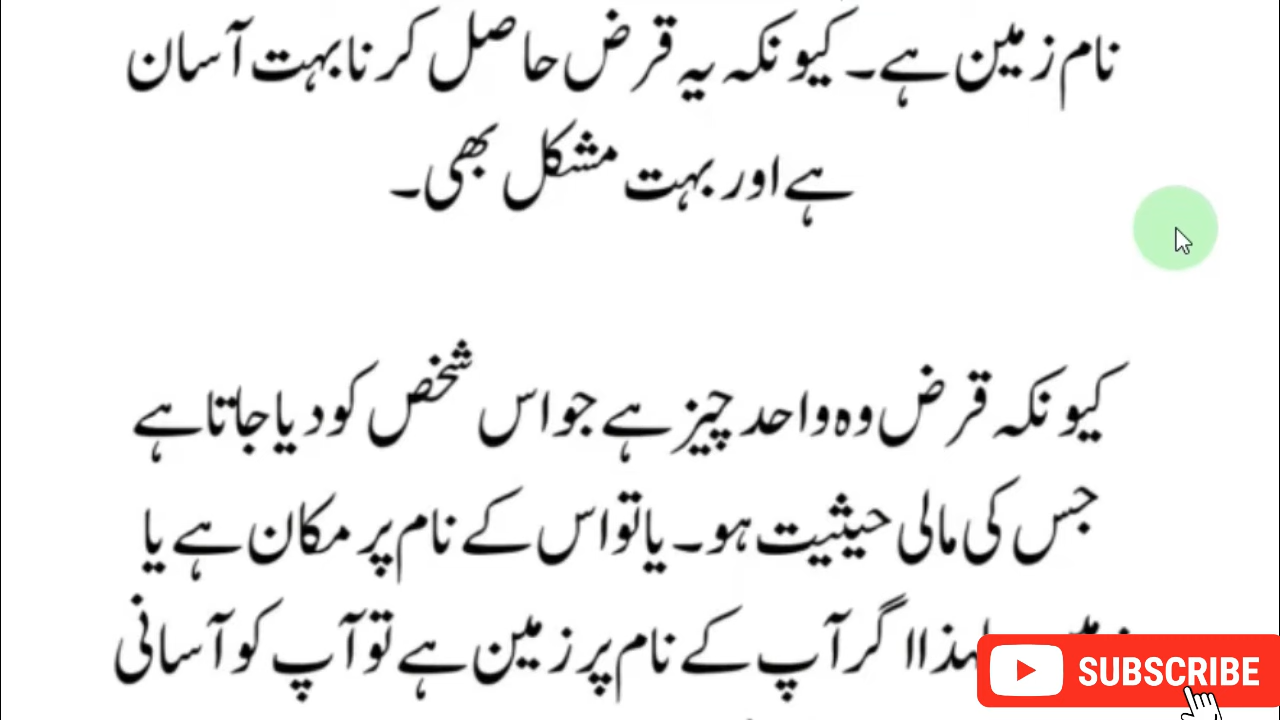 نام زمین ہے۔ کیونکہ یہ قرض حاصل کرنا بہت آسان
ہے اور بہت مشکل بھی۔
کیونکہ قرض وہ واحد چیز ہے جو اس شخص کو دیا جاتا ہے
جس کی مالی حیثیت ہو۔ یا تو اس کے نام پر مکان ہے یا
لہذا اگر آپ کے نام پر زمین ہے تو آپ کو آسانی
SUBSCRIBE